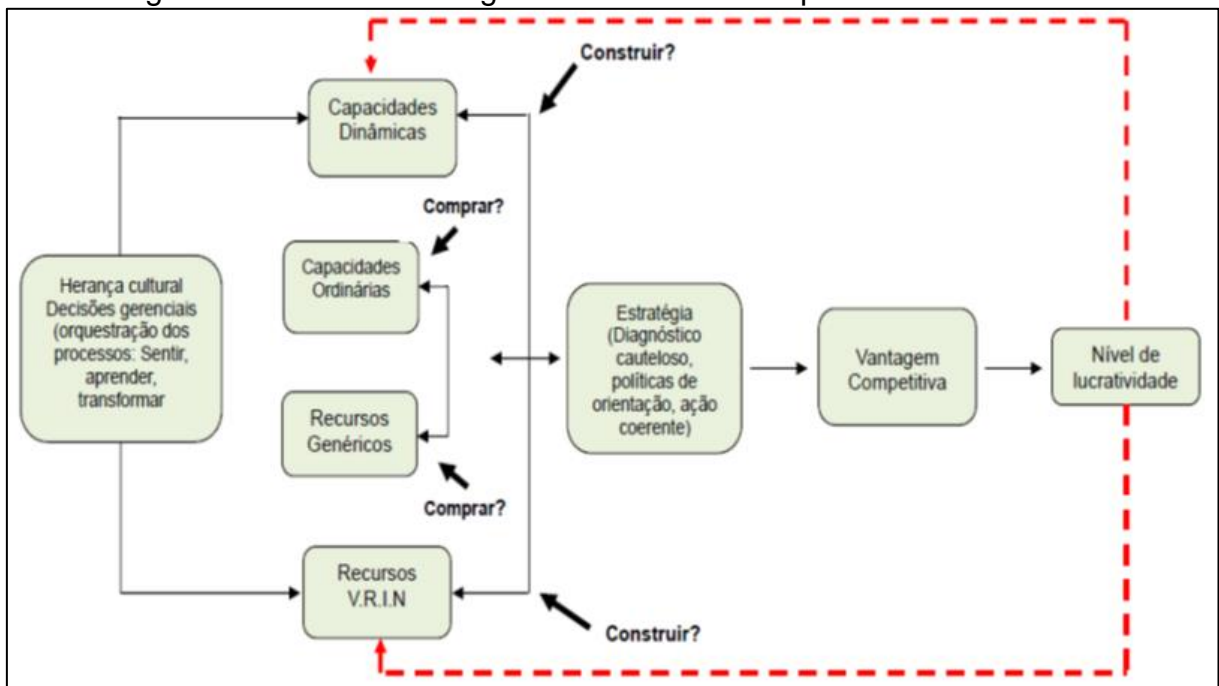 Construir?
Capacidades
Dinâmicas
Comprar?
Capacidades
Ordinárias
Herança cultural
Decisões gerenciais
(orquestração dos
processos: Sentir,
aprender,
transformar
Estratégia
(Diagnóstico
cauteloso,
políticas de
orientação, ação
coerente)
Vantagem
Competitiva
Nível de
lucratividade
Recursos
Genéricos
Comprar?
Recursos
V.R.I.N
Construir?